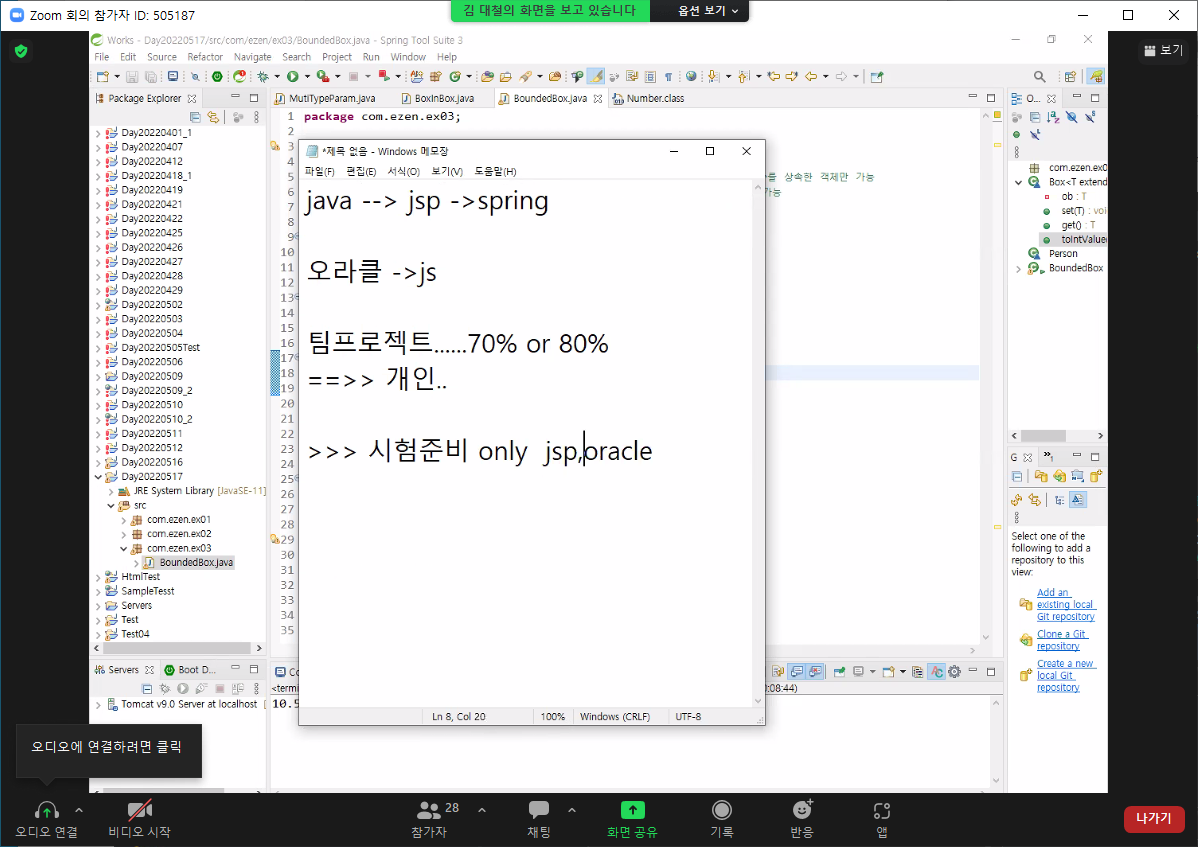 Zoom 회의 참가자 ID: 505187
김 대철의 화면을 보고 있습니다
옵션 보기
보기
Works - Day20220517/src/com/ezen/ex03/BoundedBox.java - Spring Tool Suite 3
File Edit Source Refactor Navigate Search Project Run Window Help
Package Explorer
MutlTypeParam.java
BoxInBox.java
BoundedBox.java
Number.class
O...
Day20220401_1
Day20220407
Day20220412
Day20220418_1
Day20220419
Day20220421
Day20220422
Day20220425
Day20220426
Day20220427
Day20220428
Day20220429
Day20220502
Day20220503
Day20220504
Day20220505Test
Day20220506
Day20220509
Day20220509_2
Day20220510
Day20220510_2
Day20220511
Day20220512
Day20220516
Day20220517
JRE System Library [JavaSE-11]
src
com.ezen.ex01
com.ezen.ex02
com.ezen.ex03
BoundedBox.java
HtmlTest
SampleTesst
Servers
Test
Test04
1 package com.ezen.ex03;
2
3
4
5
6
7
8
9
10
11
12
13
14
15
16
17
18
19
20
21
22
23
24
25
26
27
28
29
30
31
32
33
34
35
상속한 객체만 가능
가능
*제목 없음 - Windows 메모장
파일(F) 편집(E) 서식(O) 보기(V) 도움말(H)
java --> jsp ->spring
오라클 ->js
팀프로젝트......70% or 80%
==>> 개인..
>>> 시험준비 only jsp,oracle
Ln 8, Col 20
100%
Windows (CRLF)
UTF-8
com.ezen.ex0
Box<T extend
ob : T
set(T) : voi
get() : T
toIntValue(
Person
BoundedBox
G
Select one of the
following to add a
repository to this
view:
Add an
existing local
Git repository
Clone a Git
repository
Create a new
local Git
repository
Servers
Boot D...
Tomcat v9.0 Server at localhost [
Co
<termi
:08:44)
10.5
오디오에 연결하려면 클릭
오디오 연결
비디오 시작
28
참가자
채팅
화면 공유
기록
반응
앱
나가기